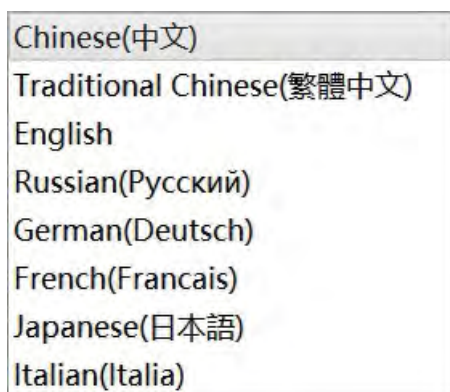 Chinese(中文)
Traditional Chinese(繁體中文)
English
Russian(Русский)
German(Deutsch)
French(Francais)
Japanese(日本語)
Italian(Italia)